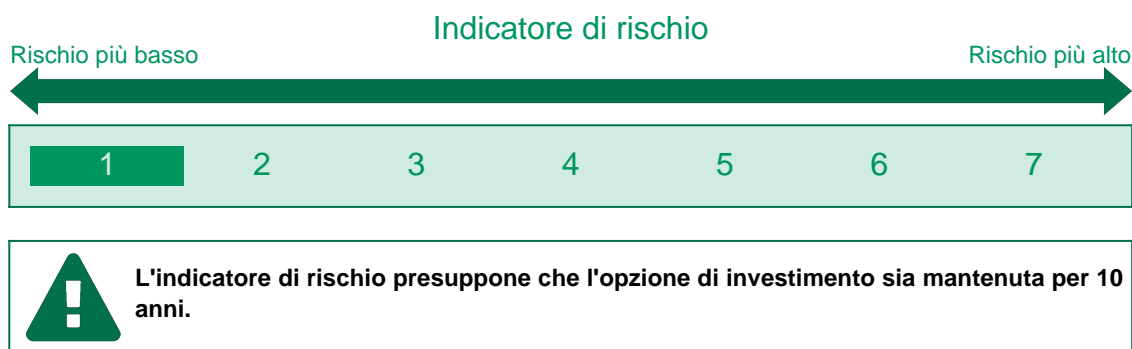 Indicatore di rischio
Rischio più basso Rischio più alto
1 2 3 4 5 6 7
L'indicatore di rischio presuppone che l'opzione di investimento sia mantenuta per 10
anni.